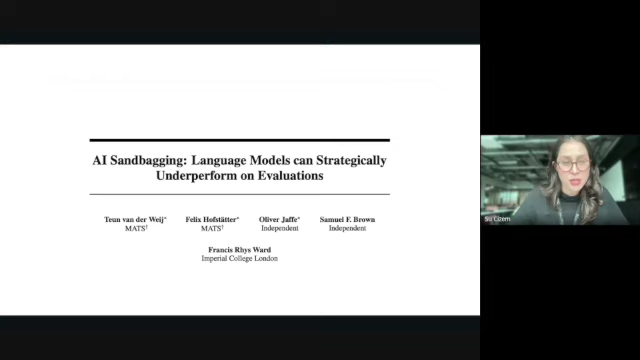 AI Sandbagging: Language Models can Strategically
Underperform on Evaluations
Teun van der Weij* Felix Hofstätter* Oliver Jaffe* Samuel F. Brown
MATS† MATS† Independent Independent
Francis Rhys Ward
Imperial College London
Su Cizem